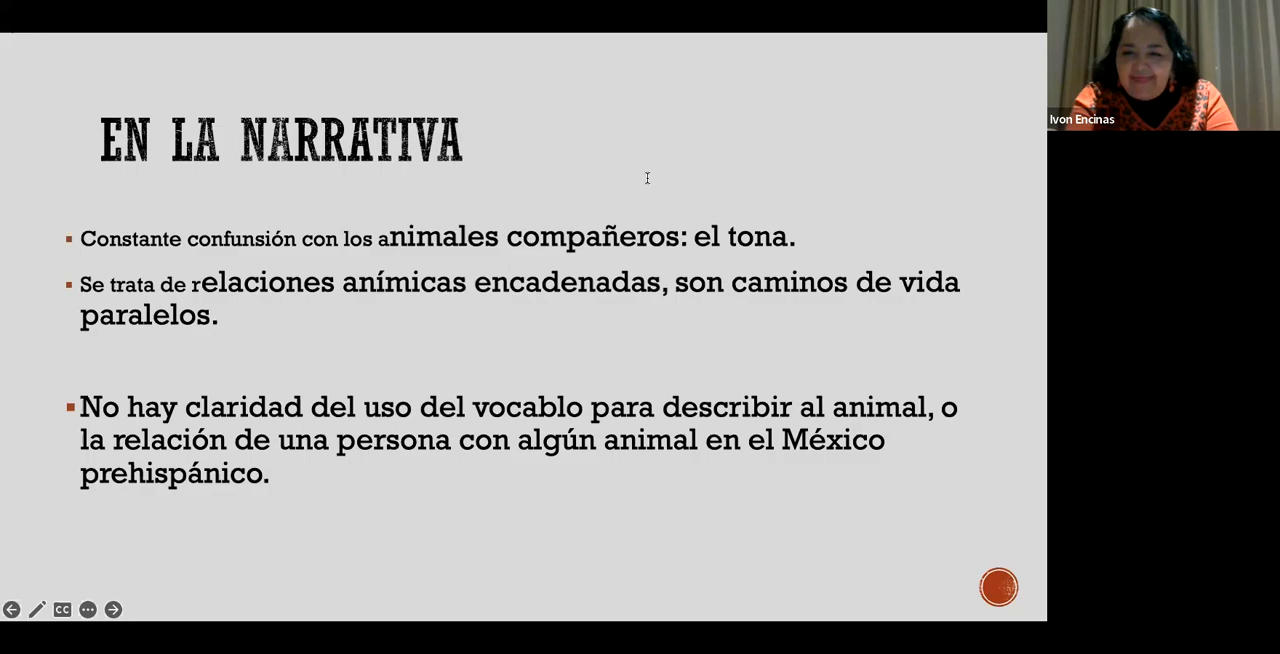 EN LA NARRATIVA
Constante confunsión con los animales compañeros: el tona.
Se trata de relaciones anímicas encadenadas, son caminos de vida
paralelos.
No hay claridad del uso del vocablo para describir al animal, o
la relación de una persona con algún animal en el México
prehispánico.
Ivon Encinas
CC